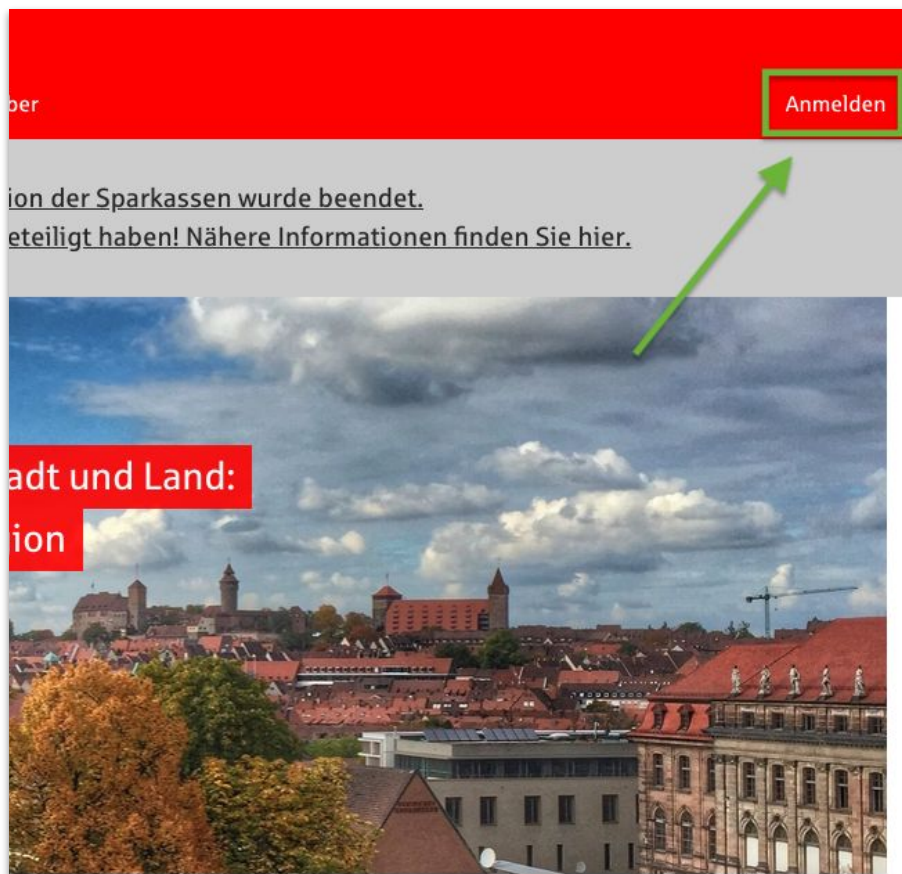 ber
Anmelden
ion der Sparkassen wurde beendet.
eteiligt haben! Nähere Informationen finden Sie hier.
adt und Land:
ion